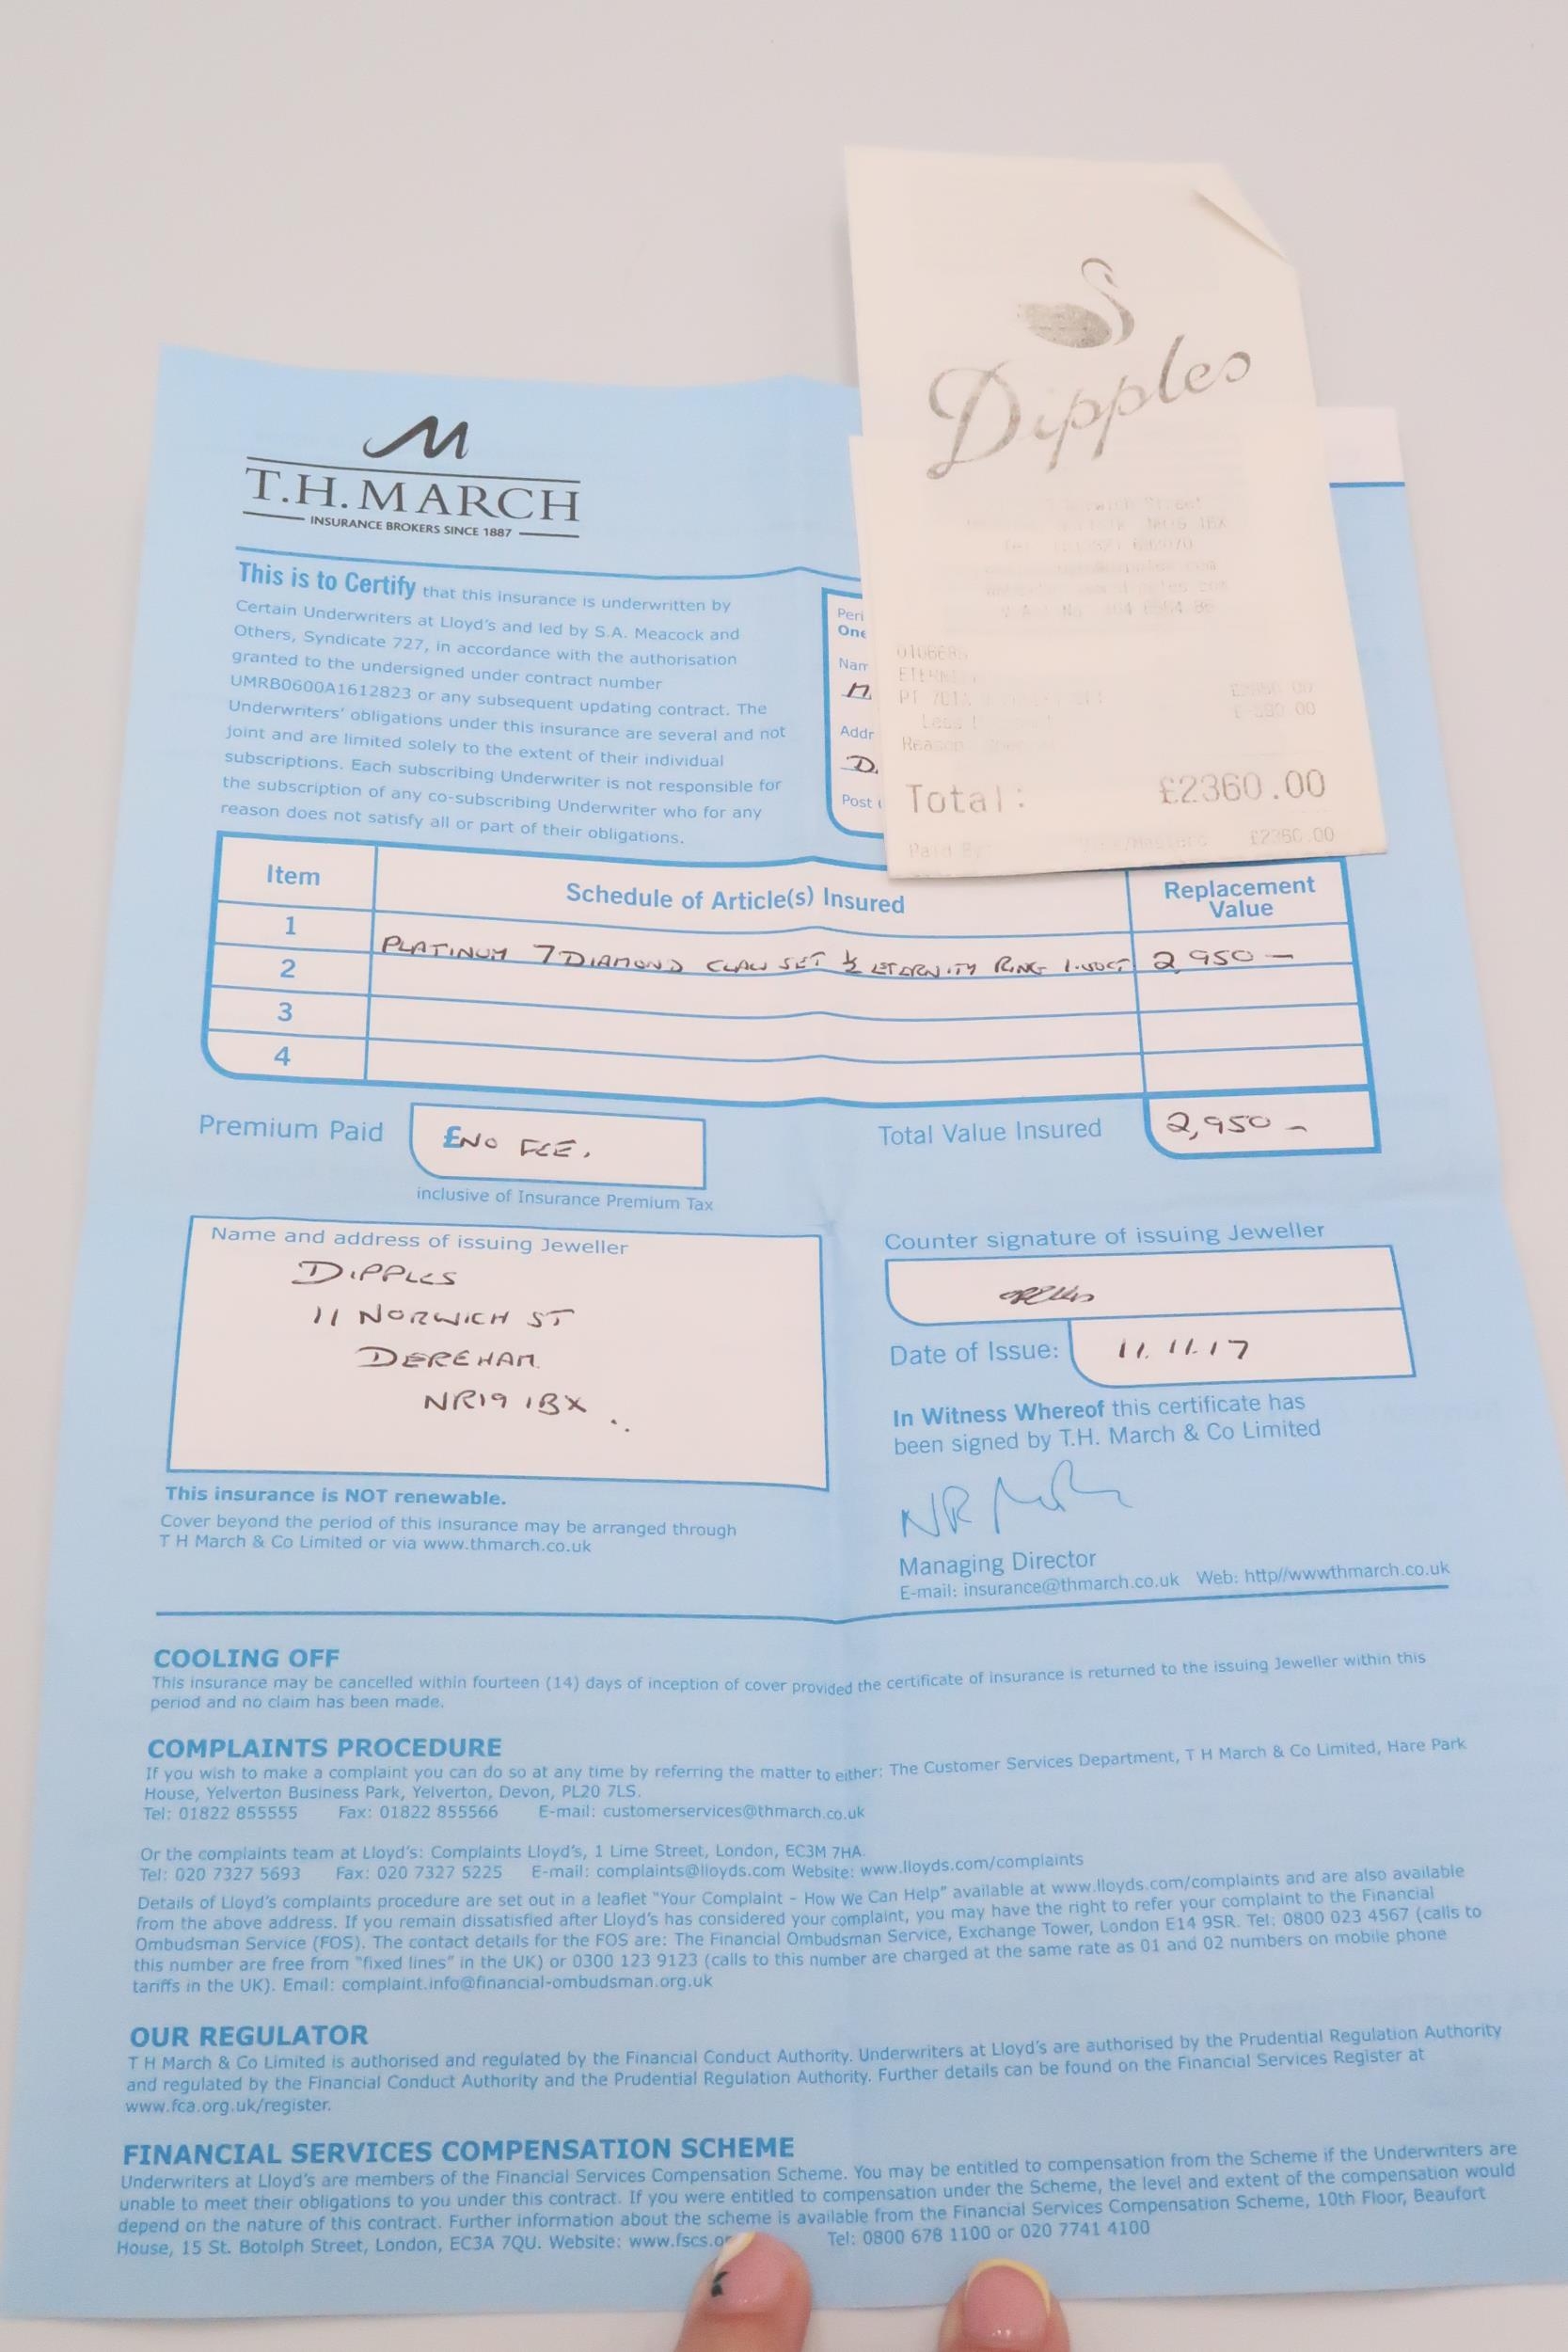 Dipples
NR19 1BX
£2950.00
Total: £2360.00
£2360.00
M
T.H.MARCH
INSURANCE BROKERS SINCE 1887
This is to Certify that this insurance is underwritten by
Certain Underwriters at Lloyd's and led by S.A. Meacock and
Others, Syndicate 727, in accordance with the authorisation
granted to the undersigned under contract number
UMRB0600A1612823 or any subsequent updating contract. The
Underwriters' obligations under this insurance are several and not
joint and are limited solely to the extent of their individual
subscriptions. Each subscribing Underwriter is not responsible for
the subscription of any co-subscribing Underwriter who for any
reason does not satisfy all or part of their obligations.
Peri
One
Nam
Addr
D.
Post
Item Schedule of Article(s) Insured Replacement
Value
1 PLATINUM 7 DIAMOND CLAW SET ½ ETERNITY RING 2,950 —
2
3
4
Premium Paid £NO FEE. Total Value Insured 2,950 —
inclusive of Insurance Premium Tax
Name and address of issuing Jeweller
DIPPLES
11 NORWICH ST
DEREHAM
NR19 1BX .
Counter signature of issuing Jeweller
Date of Issue: 11.11.17
In Witness Whereof this certificate has
been signed by T.H. March & Co Limited
Managing Director
E-mail: insurance@thmarch.co.uk Web: http//wwwthmarch.co.uk
This insurance is NOT renewable.
Cover beyond the period of this insurance may be arranged through
T H March & Co Limited or via www.thmarch.co.uk
COOLING OFF
This insurance may be cancelled within fourteen (14) days of inception of cover provided the certificate of insurance is returned to the issuing Jeweller within this
period and no claim has been made.
COMPLAINTS PROCEDURE
If you wish to make a complaint you can do so at any time by referring the matter to either: The Customer Services Department, T H March & Co Limited, Hare Park
House, Yelverton Business Park, Yelverton, Devon, PL20 7LS.
Tel: 01822 855555 Fax: 01822 855566 E-mail: customerservices@thmarch.co.uk
Or the complaints team at Lloyd's: Complaints Lloyd's, 1 Lime Street, London, EC3M 7HA.
Tel: 020 7327 5693 Fax: 020 7327 5225 E-mail: complaints@lloyds.com Website: www.lloyds.com/complaints
Details of Lloyd's complaints procedure are set out in a leaflet "Your Complaint – How We Can Help" available at www.lloyds.com/complaints and are also available
from the above address. If you remain dissatisfied after Lloyd's has considered your complaint, you may have the right to refer your complaint to the Financial
Ombudsman Service (FOS). The contact details for the FOS are: The Financial Ombudsman Service, Exchange Tower, London E14 9SR. Tel: 0800 023 4567 (calls to
this number are free from "fixed lines" in the UK) or 0300 123 9123 (calls to this number are charged at the same rate as 01 and 02 numbers on mobile phone
tariffs in the UK). Email: complaint.info@financial-ombudsman.org.uk
OUR REGULATOR
T H March & Co Limited is authorised and regulated by the Financial Conduct Authority. Underwriters at Lloyd's are authorised by the Prudential Regulation Authority
and regulated by the Financial Conduct Authority and the Prudential Regulation Authority. Further details can be found on the Financial Services Register at
www.fca.org.uk/register.
FINANCIAL SERVICES COMPENSATION SCHEME
Underwriters at Lloyd's are members of the Financial Services Compensation Scheme. You may be entitled to compensation from the Scheme if the Underwriters are
unable to meet their obligations to you under this contract. If you were entitled to compensation under the Scheme, the level and extent of the compensation would
depend on the nature of this contract. Further information about the scheme is available from the Financial Services Compensation Scheme, 10th Floor, Beaufort
House, 15 St. Botolph Street, London, EC3A 7QU. Website: www.fscs.o Tel: 0800 678 1100 or 020 7741 4100